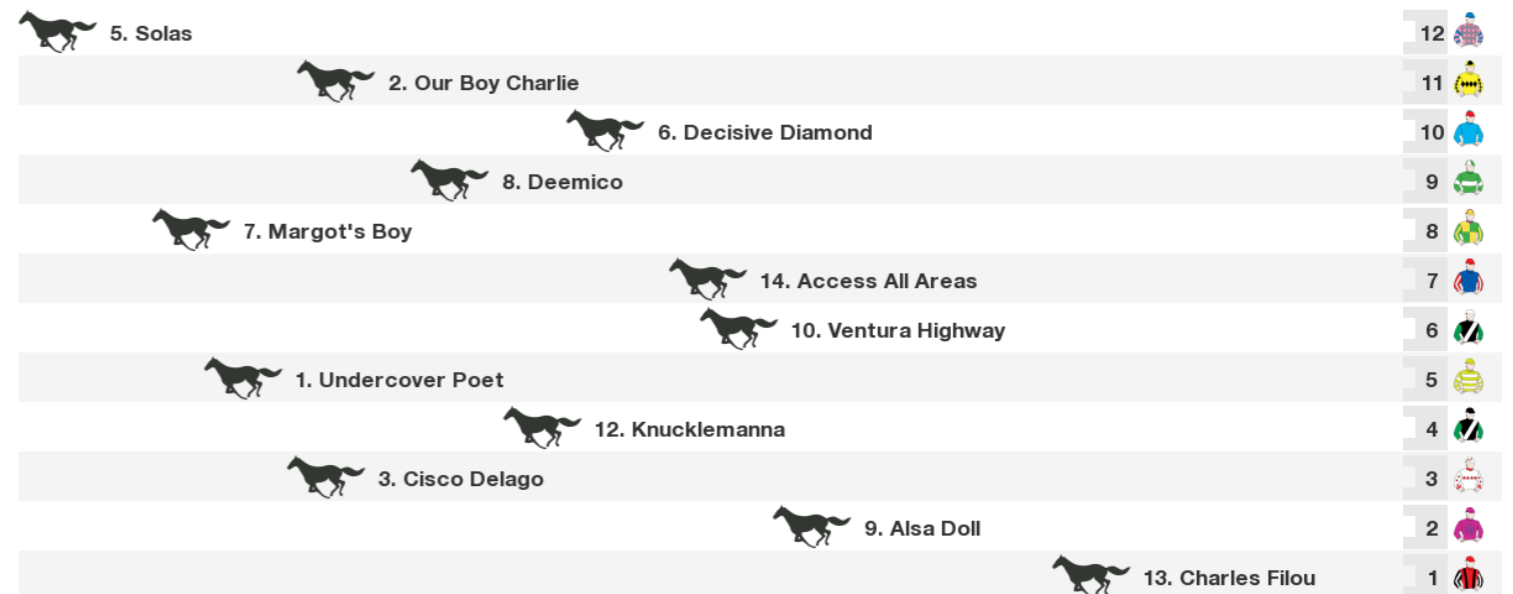 5. Solas 12
2. Our Boy Charlie 11
6. Decisive Diamond 10
8. Deemico 9
7. Margot's Boy 8
14. Access All Areas 7
10. Ventura Highway 6
1. Undercover Poet 5
12. Knucklemanna 4
3. Cisco Delago 3
9. Alsa Doll 2
13. Charles Filou 1